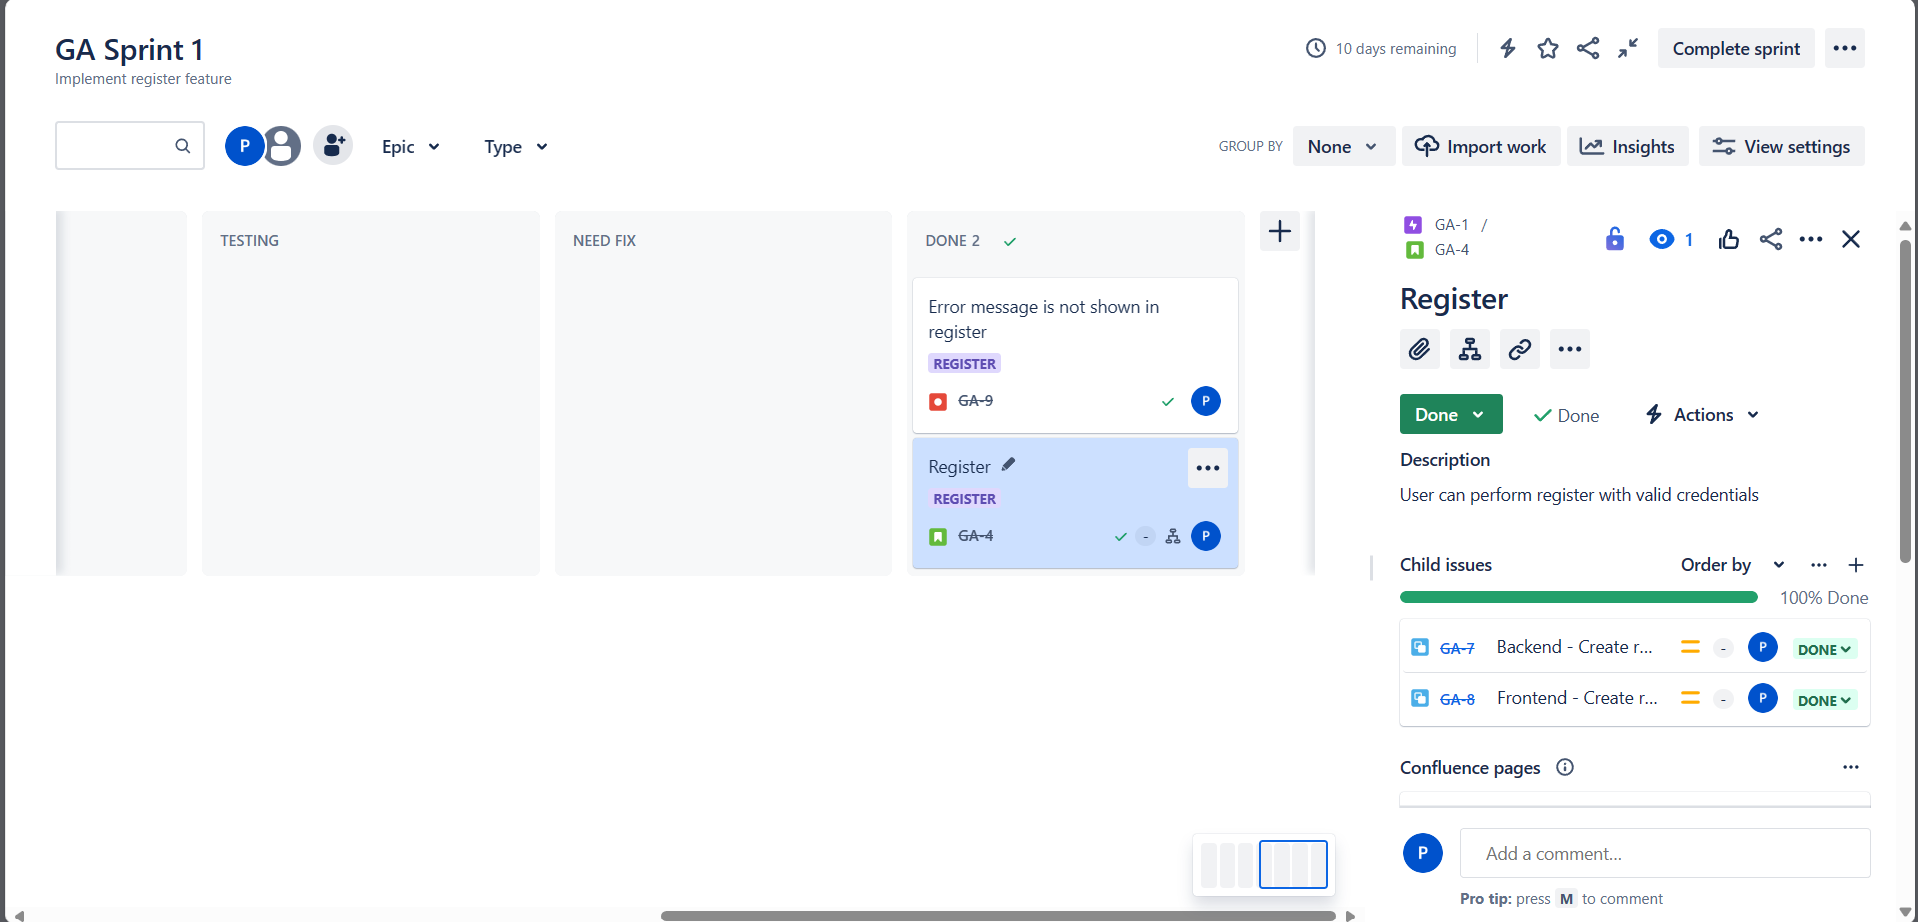 GA Sprint 1
Implement register feature
10 days remaining
Complete sprint
P
Epic
Type
GROUP BY
None
Import work
Insights
View settings
TESTING
NEED FIX
DONE 2
Error message is not shown in
register
REGISTER
GA-9
P
Register
REGISTER
GA-4
-
P
GA-1 /
GA-4
1
Register
Done
Done
Actions
Description
User can perform register with valid credentials
Child issues
Order by
100% Done
GA-7 Backend - Create r... - P DONE
GA-8 Frontend - Create r... - P DONE
Confluence pages
P
Add a comment...
Pro tip: press M to comment